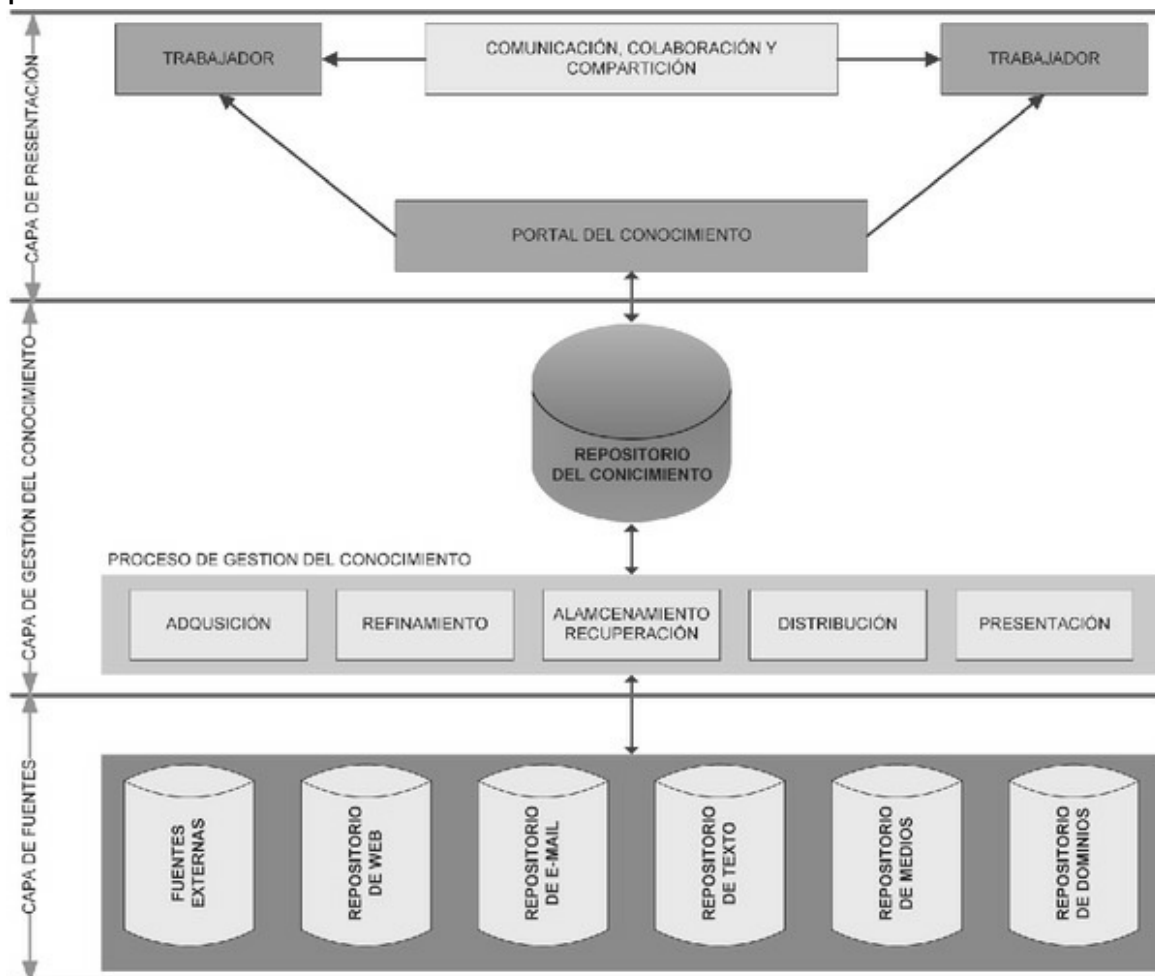 CAPA DE PRESENTACIÓN
TRABAJADOR
COMUNICACIÓN, COLABORACIÓN Y
COMPARTICIÓN
TRABAJADOR
PORTAL DEL CONOCIMIENTO
CAPA DE GESTIÓN DEL CONOCIMIENTO
REPOSITORIO
DEL CONICIMIENTO
PROCESO DE GESTION DEL CONOCIMIENTO
ADQUSICIÓN
REFINAMIENTO
ALAMCENAMIENTO
RECUPERACIÓN
DISTRIBUCIÓN
PRESENTACIÓN
CAPA DE FUENTES
FUENTES
EXTERNAS
REPOSITORIO
DE WEB
REPOSITORIO
DE E-MAIL
REPOSITORIO
DE TEXTO
REPOSITORIO
DE MEDIOS
REPOSITORIO
DE DOMINIOS